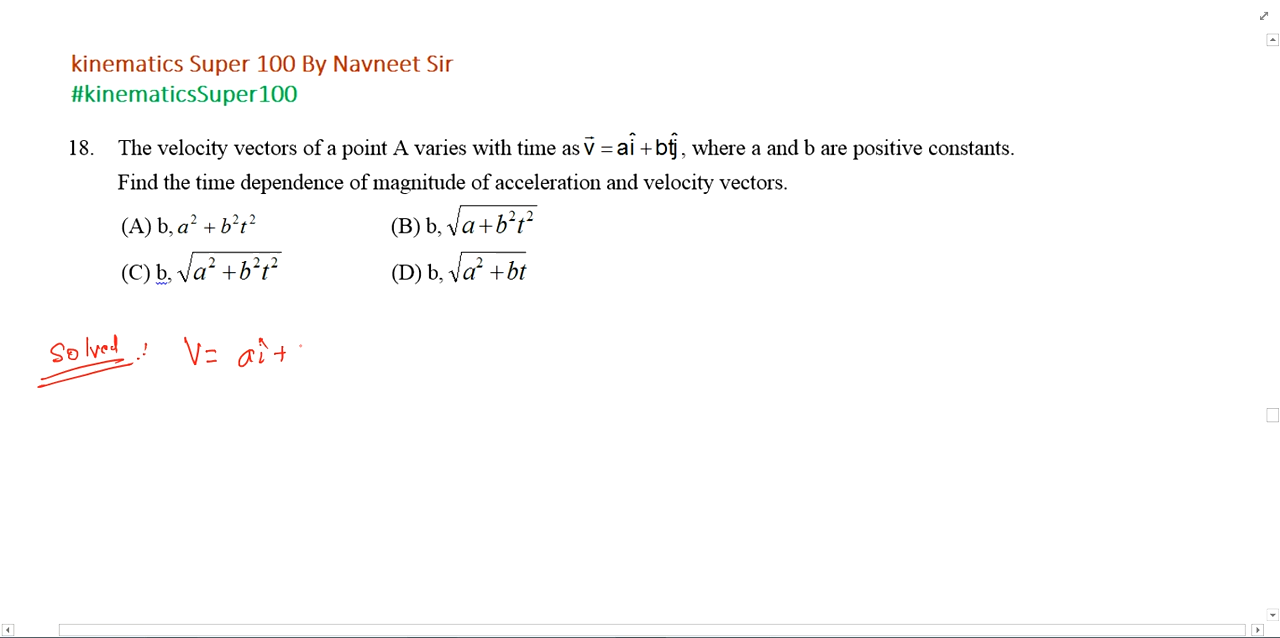 kinematics Super 100 By Navneet Sir
#kinematicsSuper100
18. The velocity vectors of a point A varies with time as v⃗ = aî + btĵ, where a and b are positive constants.
Find the time dependence of magnitude of acceleration and velocity vectors.
(A) b, a² + b²t² (B) b, √(a + b²t²)
(C) b, √(a² + b²t²) (D) b, √(a² + bt)
Solved : V = aî +